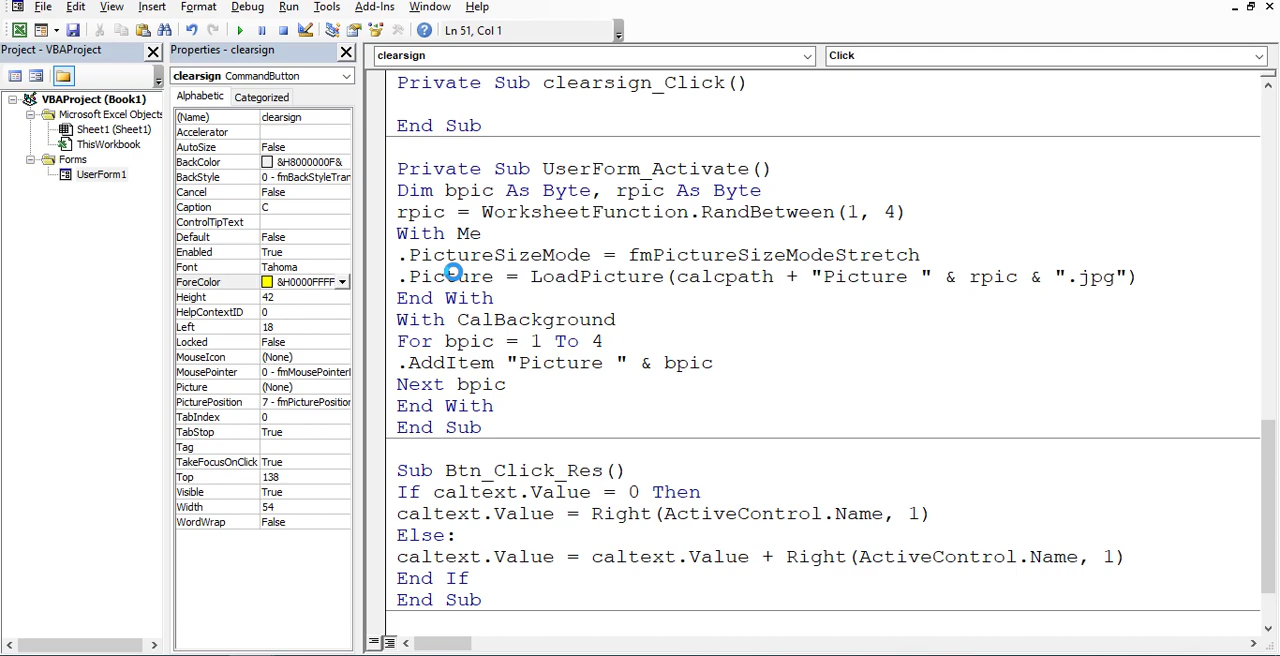 File Edit View Insert Format Debug Run Tools Add-Ins Window Help
Ln 51, Col 1
Project - VBAProject
VBAProject (Book1)
Microsoft Excel Objects
Sheet1 (Sheet1)
ThisWorkbook
Forms
UserForm1
Properties - clearsign
clearsign CommandButton
Alphabetic Categorized
(Name) clearsign
Accelerator
AutoSize False
BackColor &H8000000F&
BackStyle 0 - fmBackStyleTran
Cancel False
Caption C
ControlTipText
Default False
Enabled True
Font Tahoma
ForeColor &H0000FFFF
Height 42
HelpContextID 0
Left 18
Locked False
MouseIcon (None)
MousePointer 0 - fmMousePointerI
Picture (None)
PicturePosition 7 - fmPicturePosition
TabIndex 0
TabStop True
Tag
TakeFocusOnClick True
Top 138
Visible True
Width 54
WordWrap False
clearsign Click
Private Sub clearsign_Click()
End Sub
Private Sub UserForm_Activate()
Dim bpic As Byte, rpic As Byte
rpic = WorksheetFunction.RandBetween(1, 4)
With Me
.PictureSizeMode = fmPictureSizeModeStretch
.Picture = LoadPicture(calcpath + "Picture " & rpic & ".jpg")
End With
With CalBackground
For bpic = 1 To 4
.AddItem "Picture " & bpic
Next bpic
End With
End Sub
Sub Btn_Click_Res()
If caltext.Value = 0 Then
caltext.Value = Right(ActiveControl.Name, 1)
Else:
caltext.Value = caltext.Value + Right(ActiveControl.Name, 1)
End If
End Sub